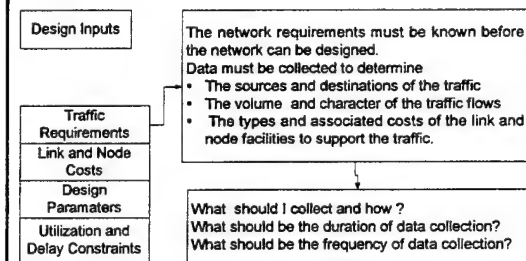 Design Inputs
The network requirements must be known before
the network can be designed.
Data must be collected to determine
• The sources and destinations of the traffic
• The volume and character of the traffic flows
• The types and associated costs of the link and
node facilities to support the traffic.
Traffic
Requirements
Link and Node
Costs
Design
Paramaters
Utilization and
Delay Constraints
What should I collect and how ?
What should be the duration of data collection?
What should be the frequency of data collection?